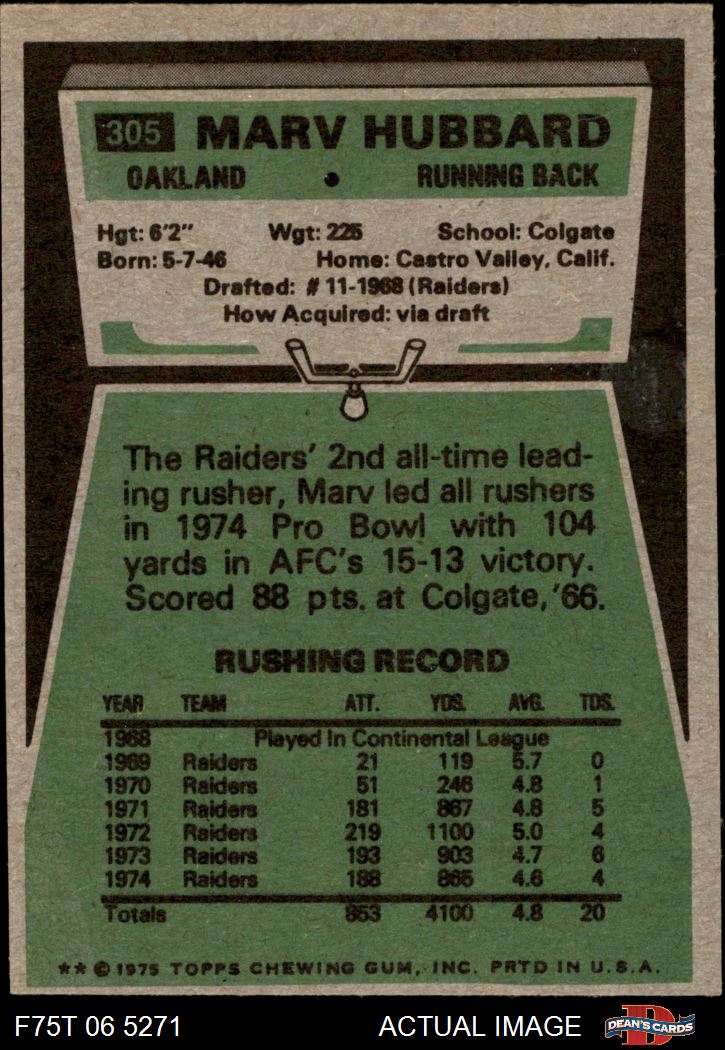 305 MARV HUBBARD
OAKLAND • RUNNING BACK
Hgt: 6'2" Wgt: 225 School: Colgate
Born: 5-7-46 Home: Castro Valley, Calif.
Drafted: #11-1968 (Raiders)
How Acquired: via draft
The Raiders' 2nd all-time lead-
ing rusher, Marv led all rushers
in 1974 Pro Bowl with 104
yards in AFC's 15-13 victory.
Scored 88 pts. at Colgate, '66.
RUSHING RECORD
YEAR TEAM ATT. YDS. AVG. TDS.
1968 Played In Continental League
1969 Raiders 21 119 5.7 0
1970 Raiders 51 246 4.8 1
1971 Raiders 181 867 4.8 5
1972 Raiders 219 1100 5.0 4
1973 Raiders 193 903 4.7 6
1974 Raiders 188 865 4.6 4
Totals 853 4100 4.8 20
** © 1975 TOPPS CHEWING GUM, INC. PRTD IN U.S.A.
F75T 06 5271 ACTUAL IMAGE D DEAN'S CARDS